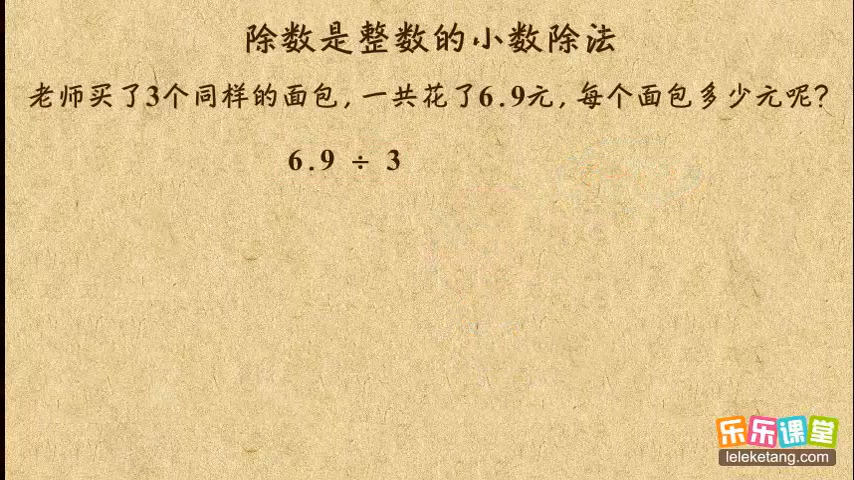 除数是整数的小数除法
老师买了3个同样的面包,一共花了6.9元,每个面包多少元呢?
6.9 ÷ 3
乐乐课堂
leleketang.com